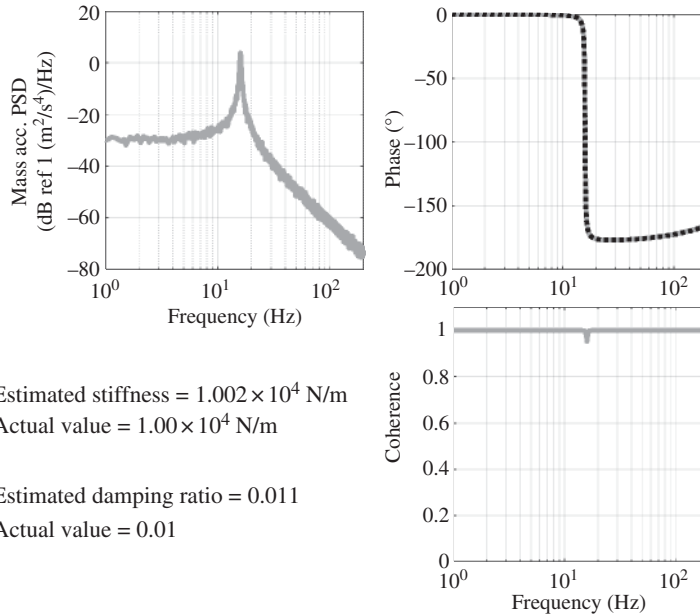 20
0
−20
−40
−60
−80
Mass acc. PSD
(dB ref 1 (m²/s⁴)/Hz)
10⁰
10¹
10²
Frequency (Hz)
0
−50
−100
−150
−200
Phase (°)
10⁰
10¹
10²
Estimated stiffness = 1.002 × 10⁴ N/m
Actual value = 1.00 × 10⁴ N/m
Estimated damping ratio = 0.011
Actual value = 0.01
1
0.8
0.6
0.4
0.2
0
Coherence
10⁰
10¹
10²
Frequency (Hz)